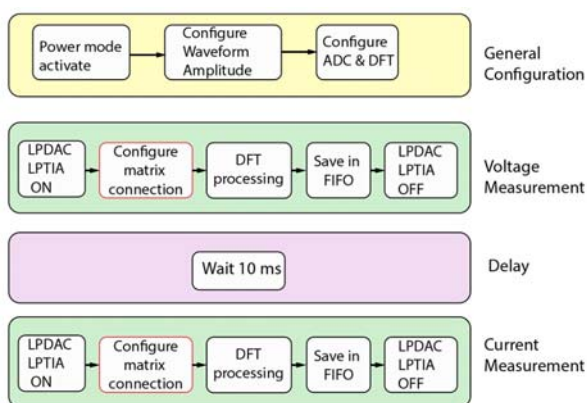 Power mode
activate
Configure
Waveform
Amplitude
Configure
ADC & DFT
General
Configuration
LPDAC
LPTIA
ON
Configure
matrix
connection
DFT
processing
Save in
FIFO
LPDAC
LPTIA
OFF
Voltage
Measurement
Wait 10 ms
Delay
LPDAC
LPTIA
ON
Configure
matrix
connection
DFT
processing
Save in
FIFO
LPDAC
LPTIA
OFF
Current
Measurement